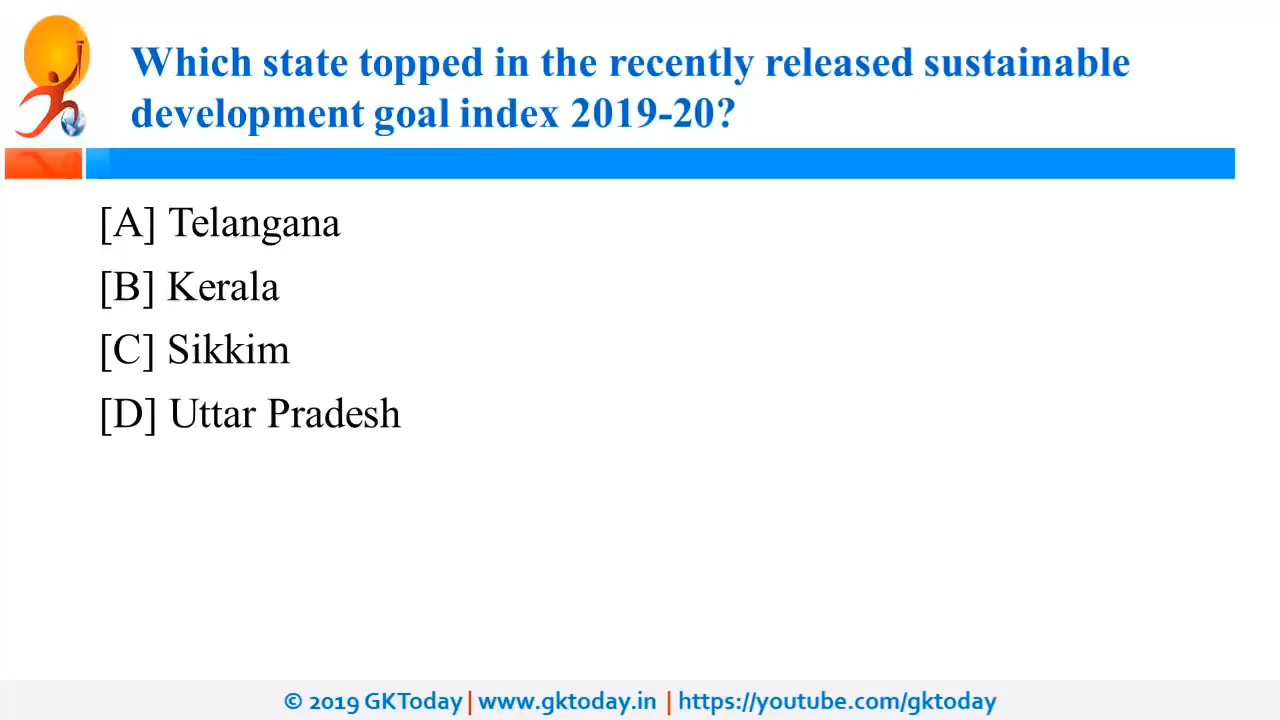 Which state topped in the recently released sustainable
development goal index 2019-20?
[A] Telangana
[B] Kerala
[C] Sikkim
[D] Uttar Pradesh
© 2019 GKToday | www.gktoday.in | https://youtube.com/gktoday